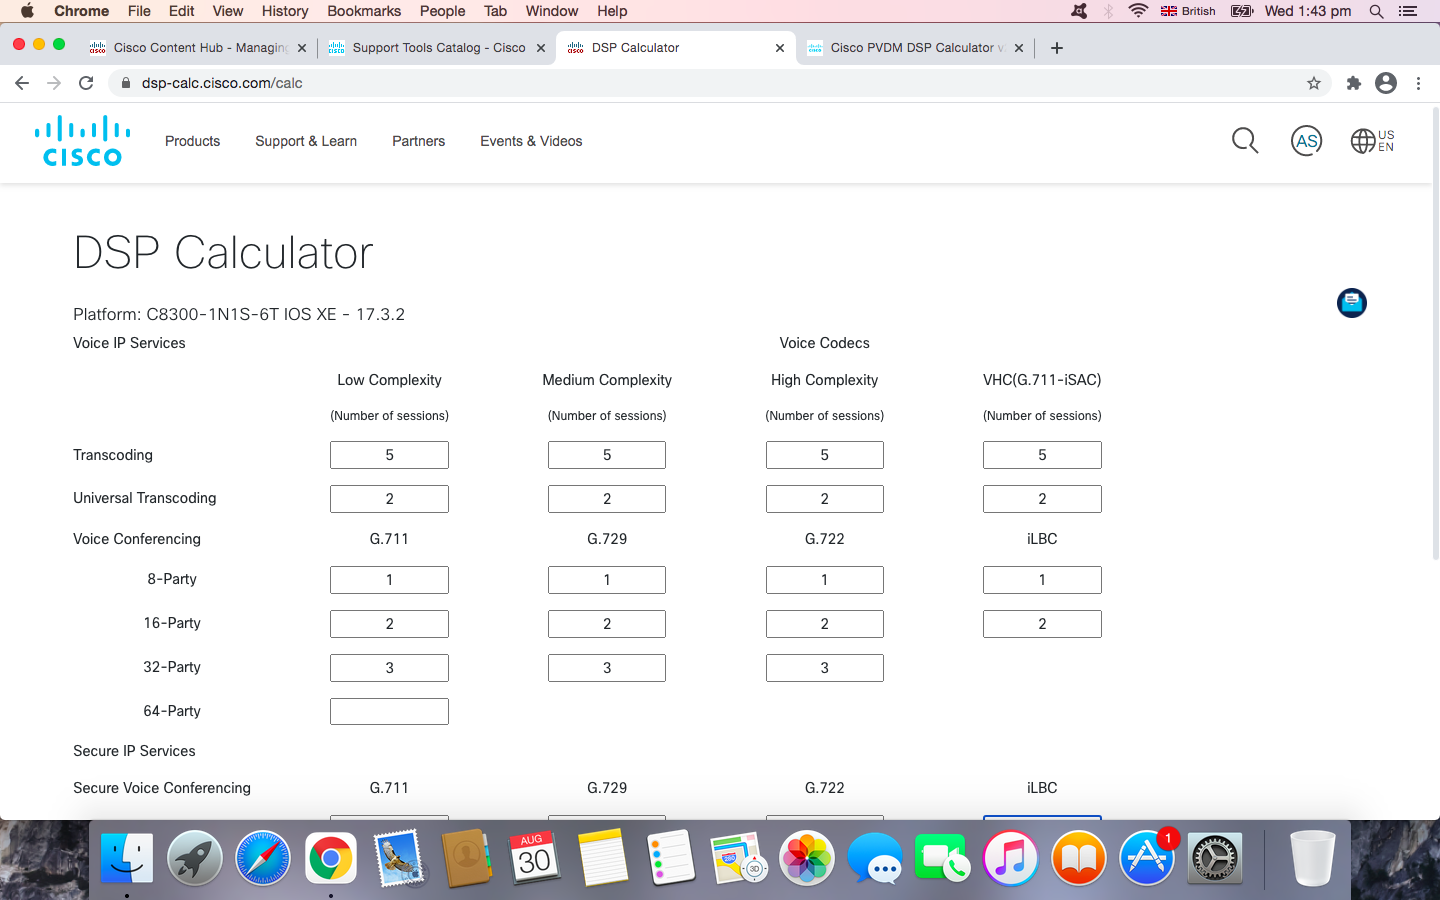 Chrome File Edit View History Bookmarks People Tab Window Help British Wed 1:43 pm
Cisco Content Hub - Managing Support Tools Catalog - Cisco DSP Calculator Cisco PVDM DSP Calculator v
dsp-calc.cisco.com/calc
CISCO Products Support & Learn Partners Events & Videos AS US EN
DSP Calculator
Platform: C8300-1N1S-6T IOS XE - 17.3.2
Voice IP Services Voice Codecs
Low Complexity Medium Complexity High Complexity VHC(G.711-iSAC)
(Number of sessions) (Number of sessions) (Number of sessions) (Number of sessions)
Transcoding 5 5 5 5
Universal Transcoding 2 2 2 2
Voice Conferencing G.711 G.729 G.722 iLBC
8-Party 1 1 1 1
16-Party 2 2 2 2
32-Party 3 3 3
64-Party
Secure IP Services
Secure Voice Conferencing G.711 G.729 G.722 iLBC
AUG 30 280 3D 1